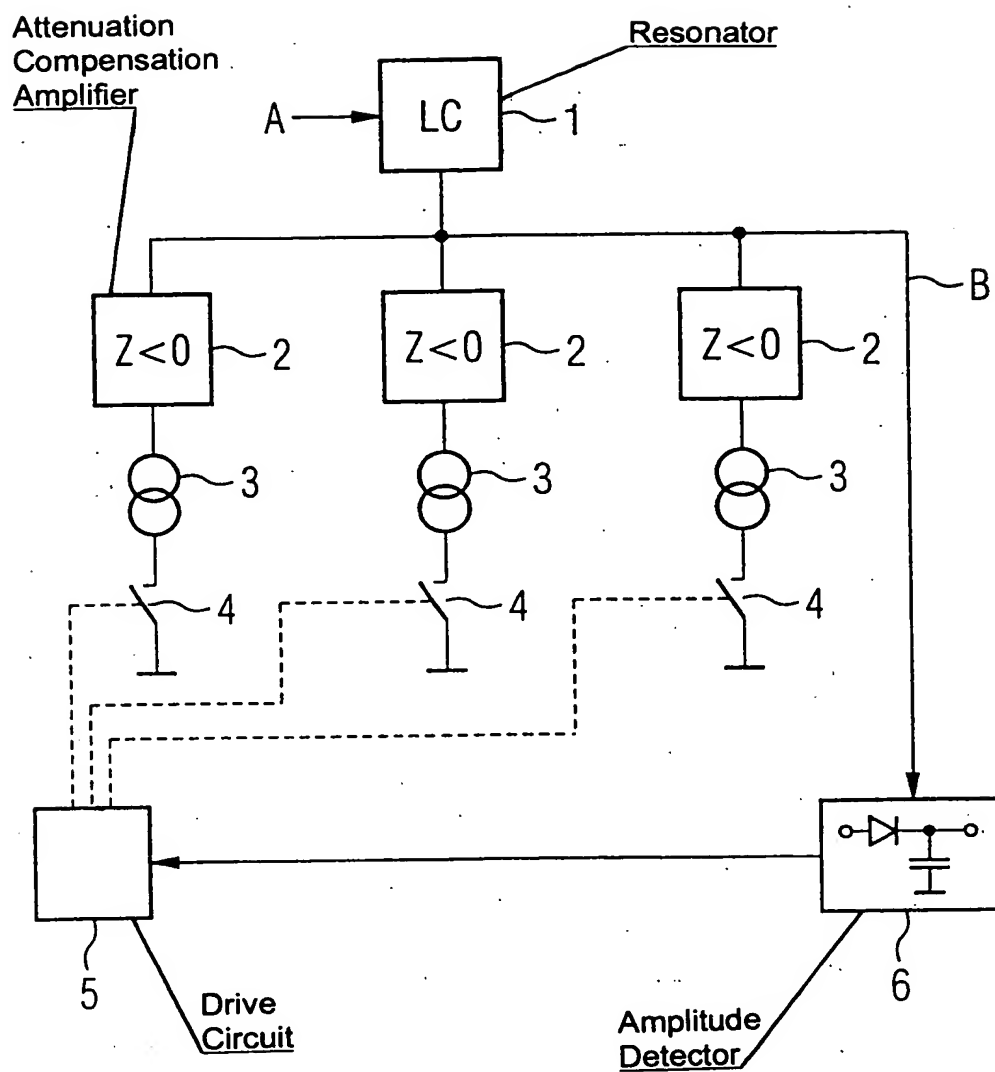 Attenuation
Compensation
Amplifier
Resonator
A
LC
1
B
Z<0
2
Z<0
2
Z<0
2
3
3
3
4
4
4
5
6
Drive
Circuit
Amplitude
Detector